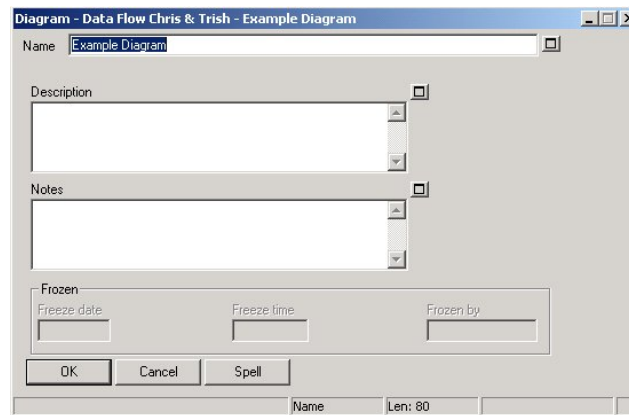 Diagram - Data Flow Chris & Trish - Example Diagram
Name Example Diagram
Description
Notes
Frozen
Freeze date Freeze time Frozen by
OK Cancel Spell
Name Len: 80